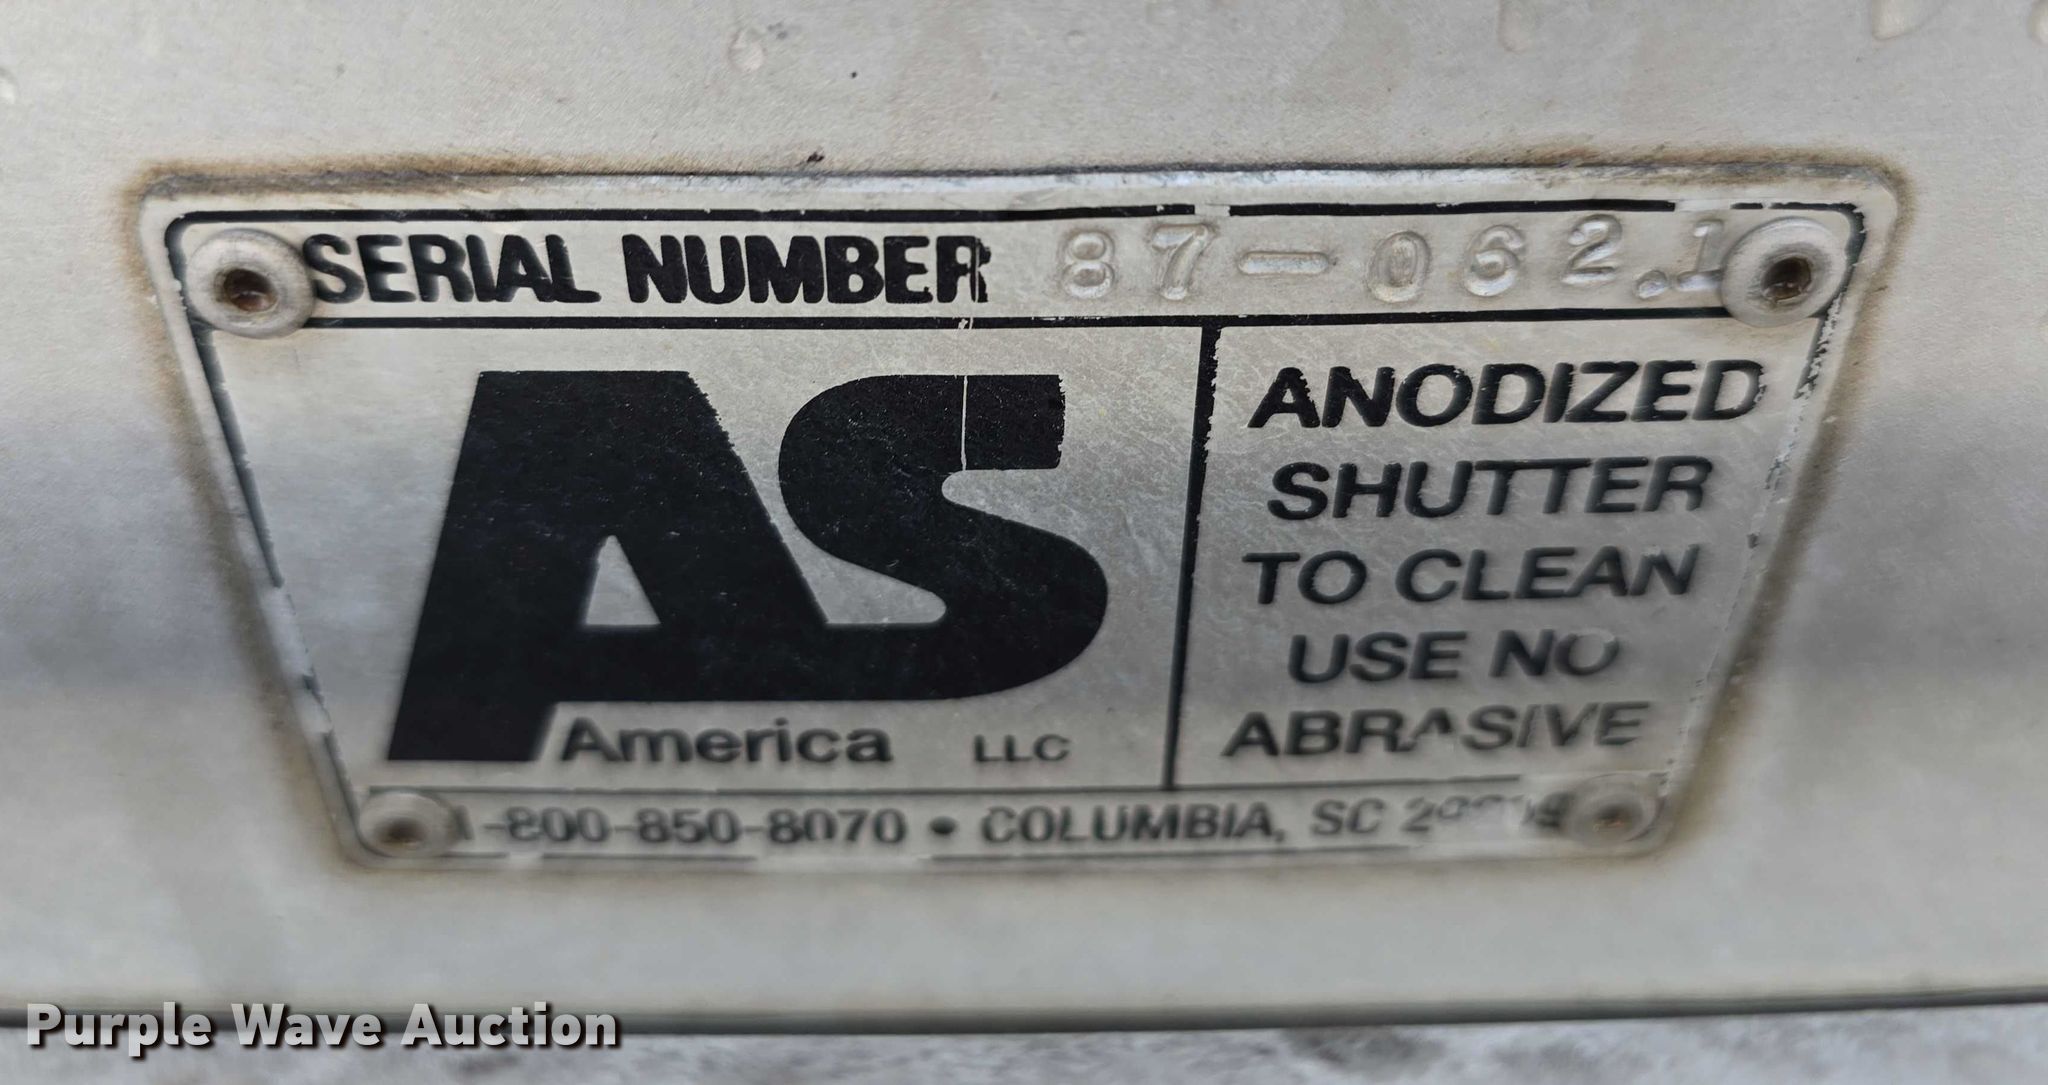 SERIAL NUMBER 87-062.1
AS
America LLC
ANODIZED
SHUTTER
TO CLEAN
USE NO
ABRASIVE
1-800-850-8070 • COLUMBIA, SC
Purple Wave Auction